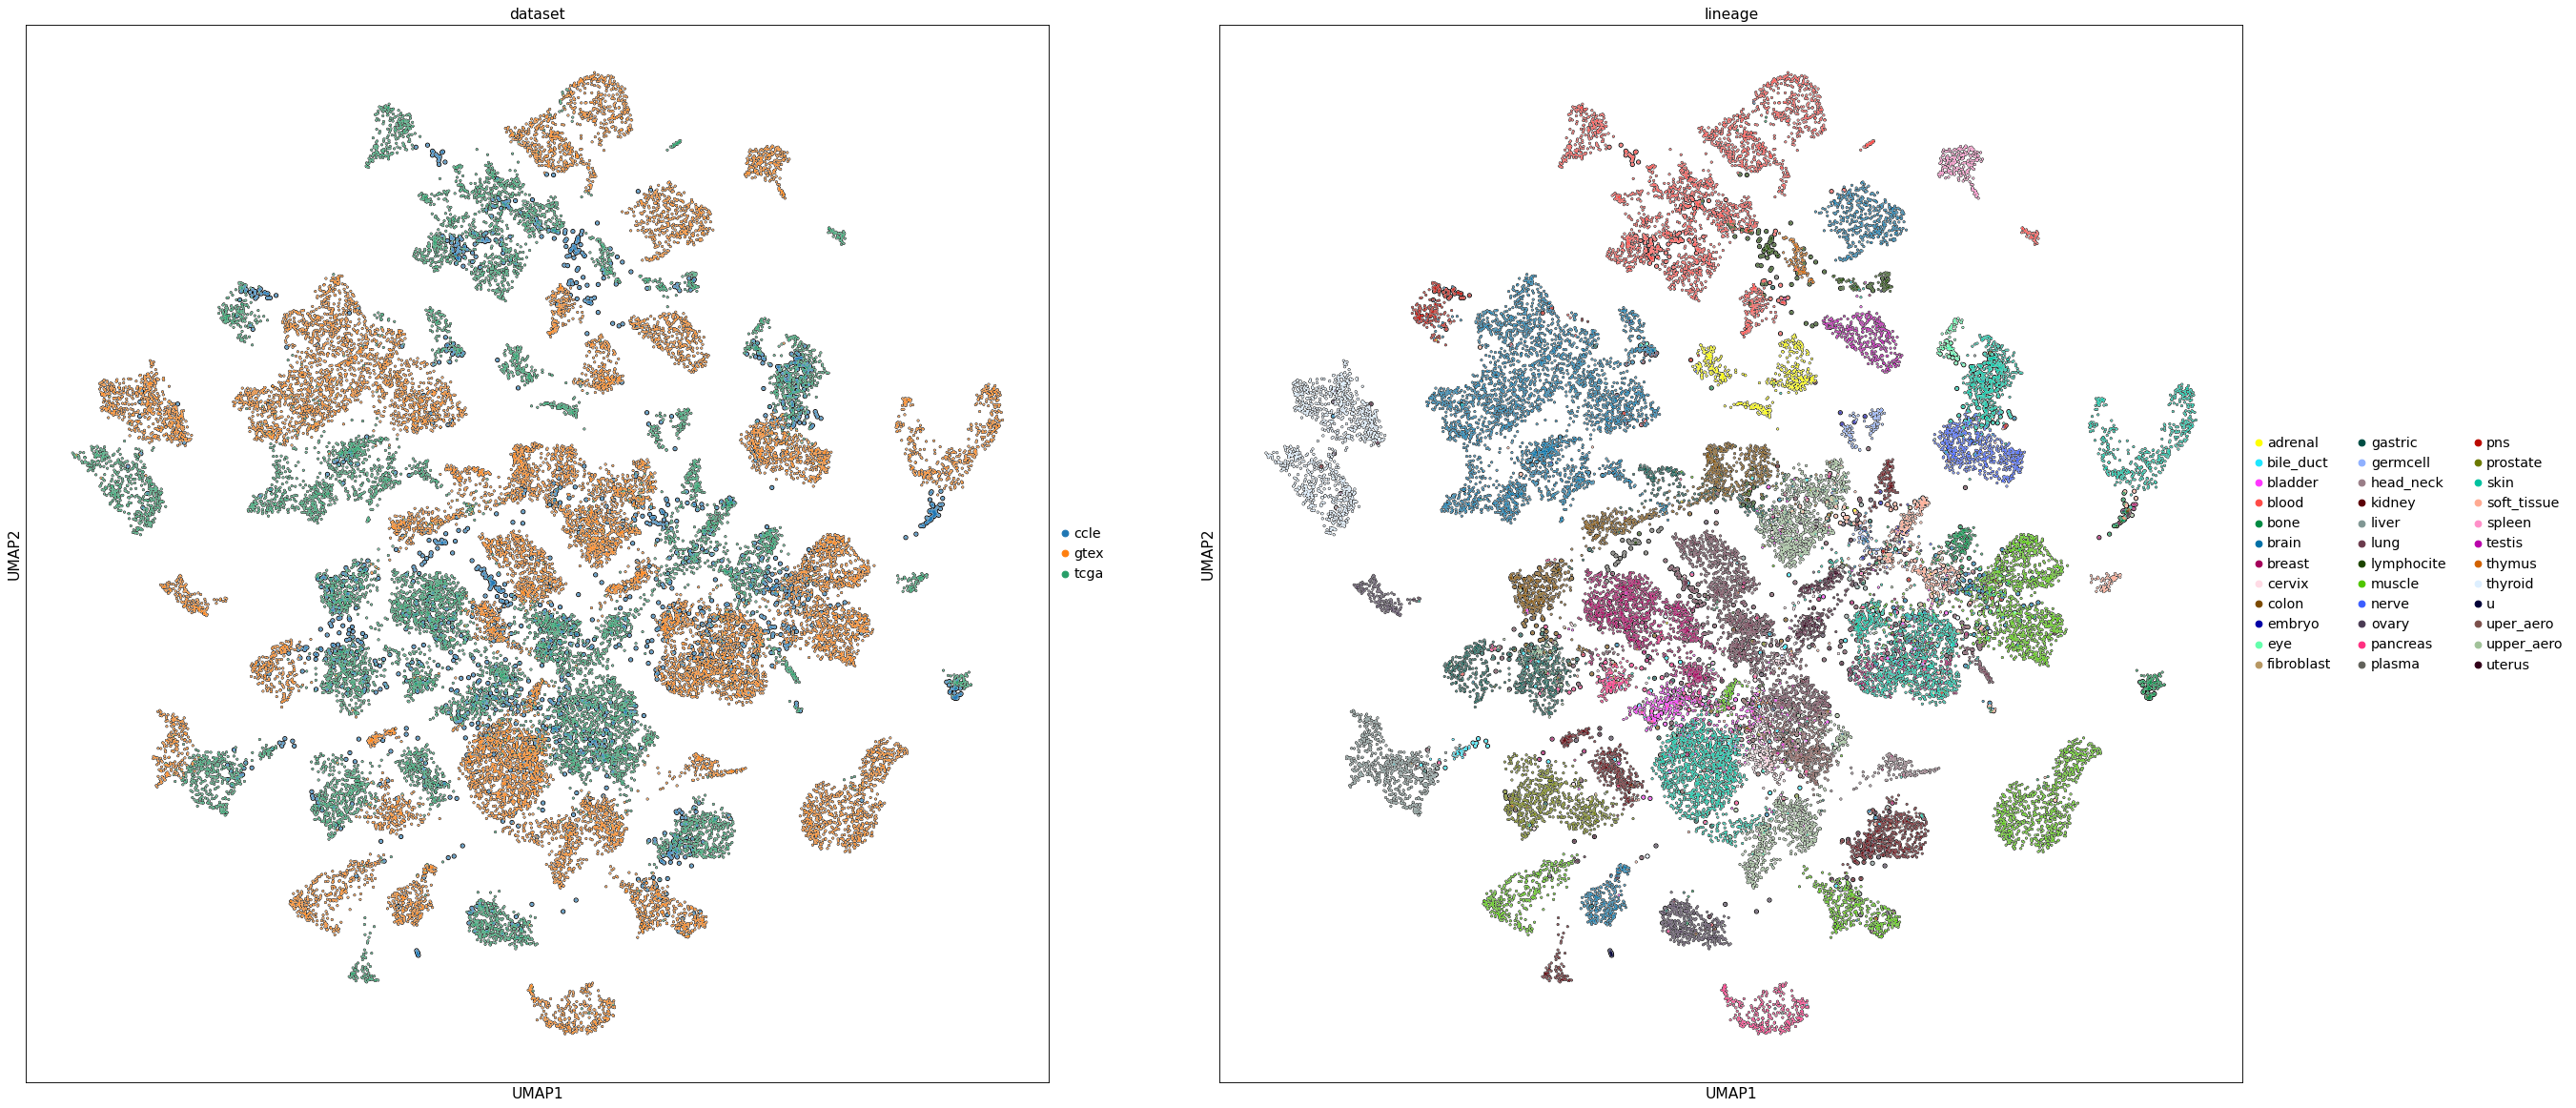 dataset
UMAP2
UMAP1
ccle
gtex
tcga
lineage
UMAP2
UMAP1
adrenal
bile_duct
bladder
blood
bone
brain
breast
cervix
colon
embryo
eye
fibroblast
gastric
germcell
head_neck
kidney
liver
lung
lymphocite
muscle
nerve
ovary
pancreas
plasma
pns
prostate
skin
soft_tissue
spleen
testis
thymus
thyroid
u
uper_aero
upper_aero
uterus